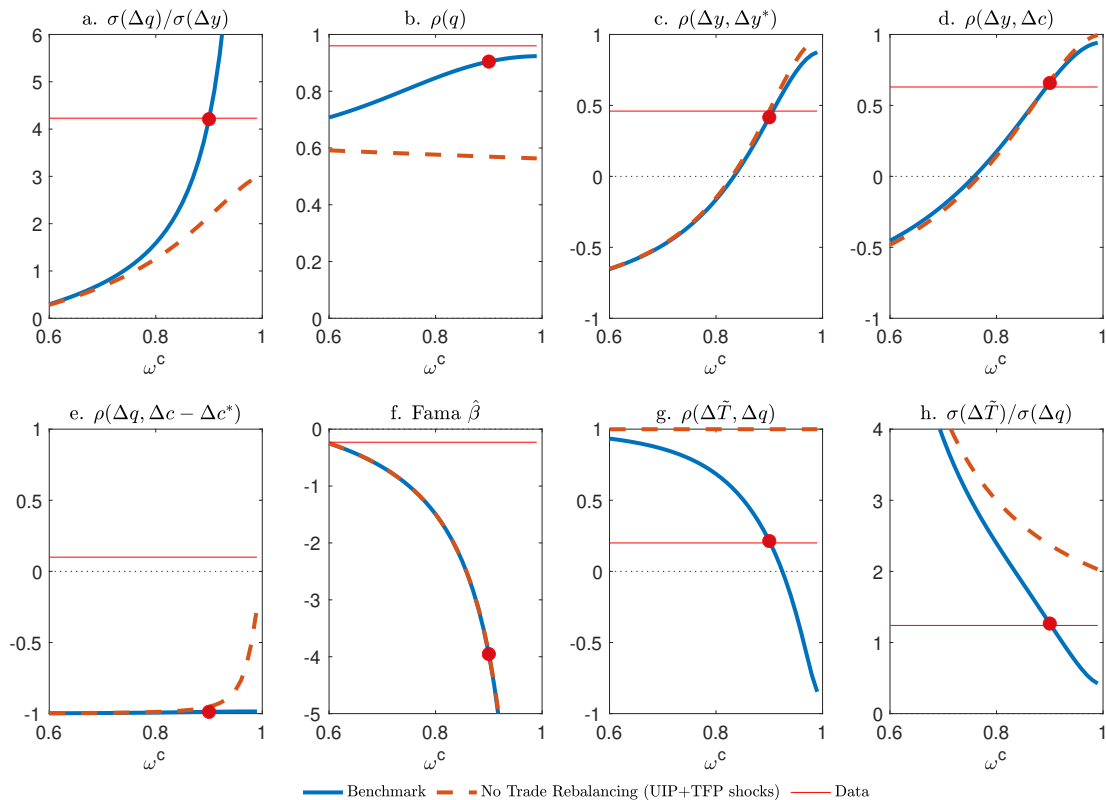 a. σ(Δq)/σ(Δy)
6
5
4
3
2
1
0
0.6 0.8 1
ω^c
b. ρ(q)
1
0.8
0.6
0.4
0.2
0
0.6 0.8 1
ω^c
c. ρ(Δy, Δy*)
1
0.5
0
-0.5
-1
0.6 0.8 1
ω^c
d. ρ(Δy, Δc)
1
0.5
0
-0.5
-1
0.6 0.8 1
ω^c
e. ρ(Δq, Δc − Δc*)
1
0.5
0
-0.5
-1
0.6 0.8 1
ω^c
f. Fama β̂
0
-1
-2
-3
-4
-5
0.6 0.8 1
ω^c
g. ρ(ΔT̃, Δq)
1
0.5
0
-0.5
-1
0.6 0.8 1
ω^c
h. σ(ΔT̃)/σ(Δq)
4
3
2
1
0
0.6 0.8 1
ω^c
Benchmark No Trade Rebalancing (UIP+TFP shocks) Data